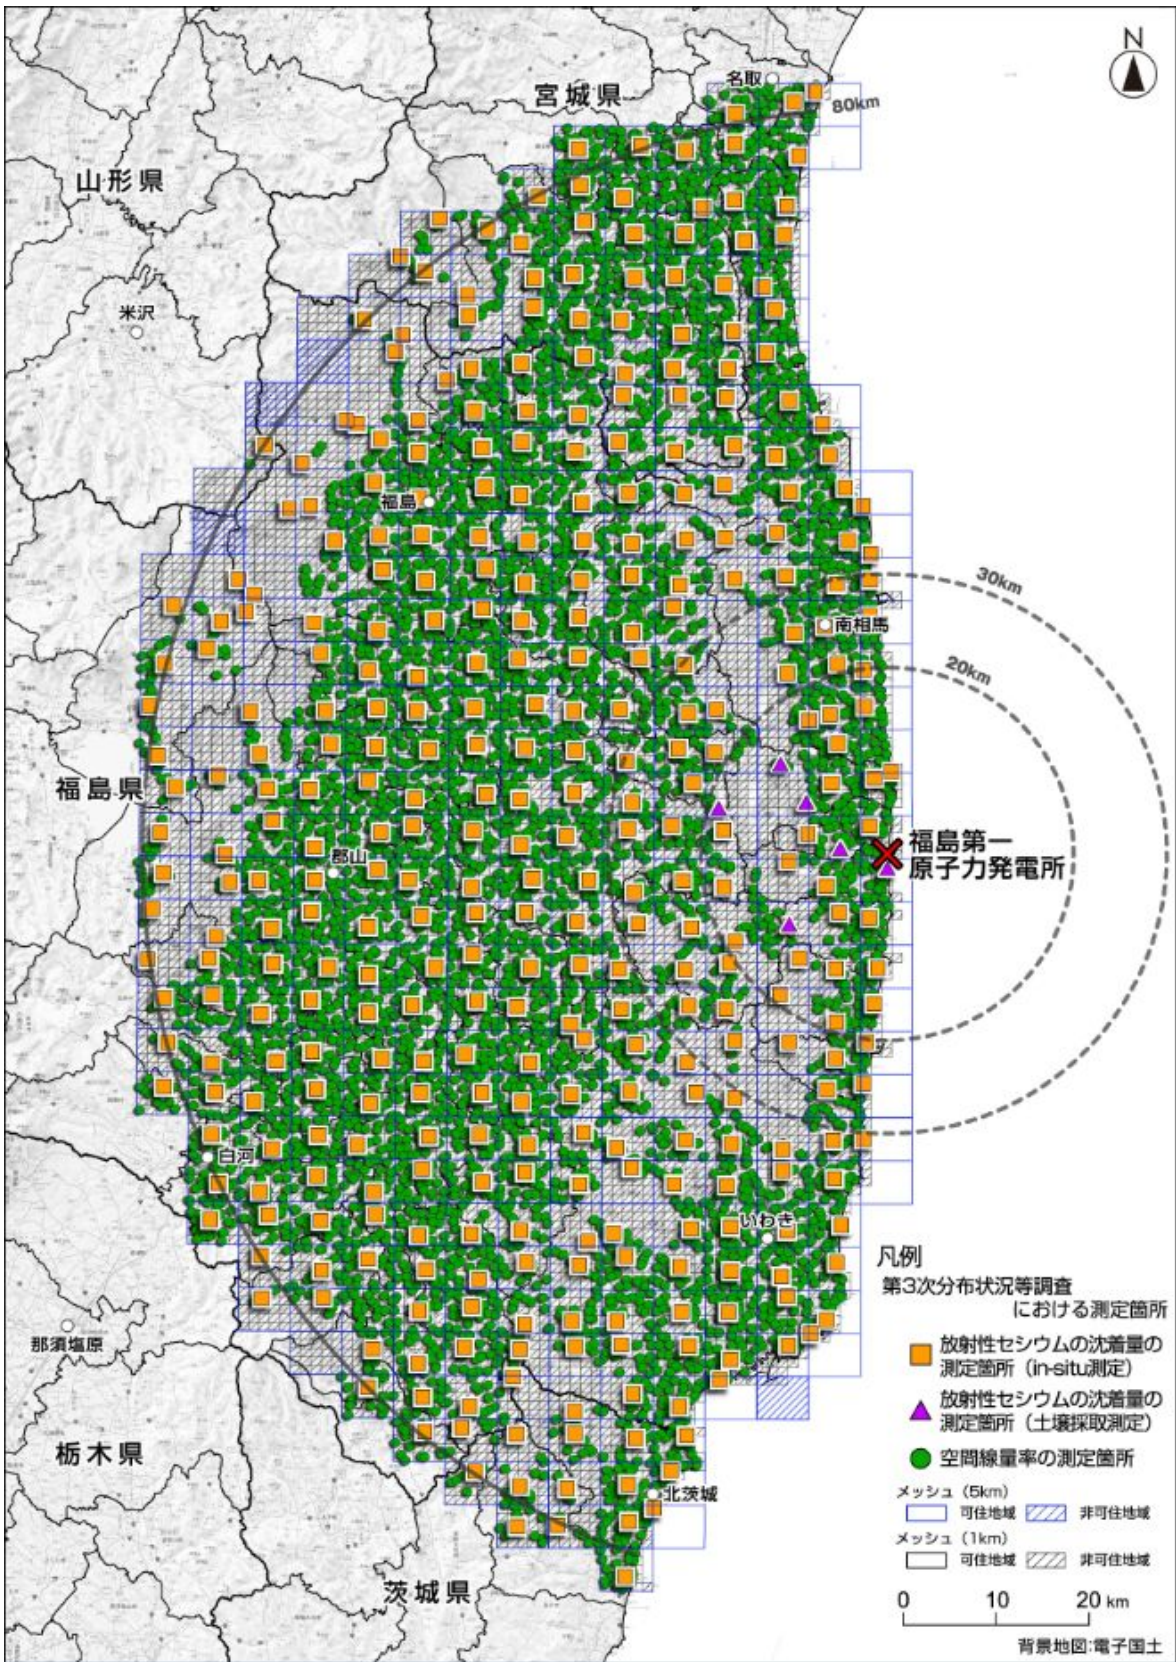 N
名取
宮城県
80km
山形県
米沢
福島
30km
南相馬
20km
福島県
福島第一
原子力発電所
郡山
白河
いわき
凡例
第3次分布状況等調査
における測定箇所
那須塩原
放射性セシウムの沈着量の
測定箇所（in-situ測定）
放射性セシウムの沈着量の
測定箇所（土壌採取測定）
栃木県
空間線量率の測定箇所
メッシュ（5km）
北茨城
可住地域 非可住地域
メッシュ（1km）
可住地域 非可住地域
茨城県
0 10 20 km
背景地図:電子国土